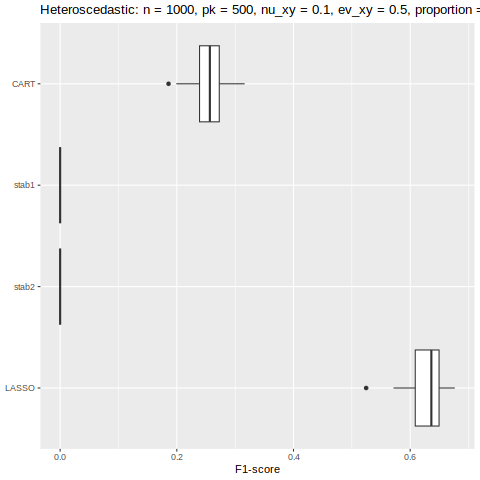 Heteroscedastic: n = 1000, pk = 500, nu_xy = 0.1, ev_xy = 0.5, proportion =
CART
stab1
stab2
LASSO
0.0 0.2 0.4 0.6
F1-score